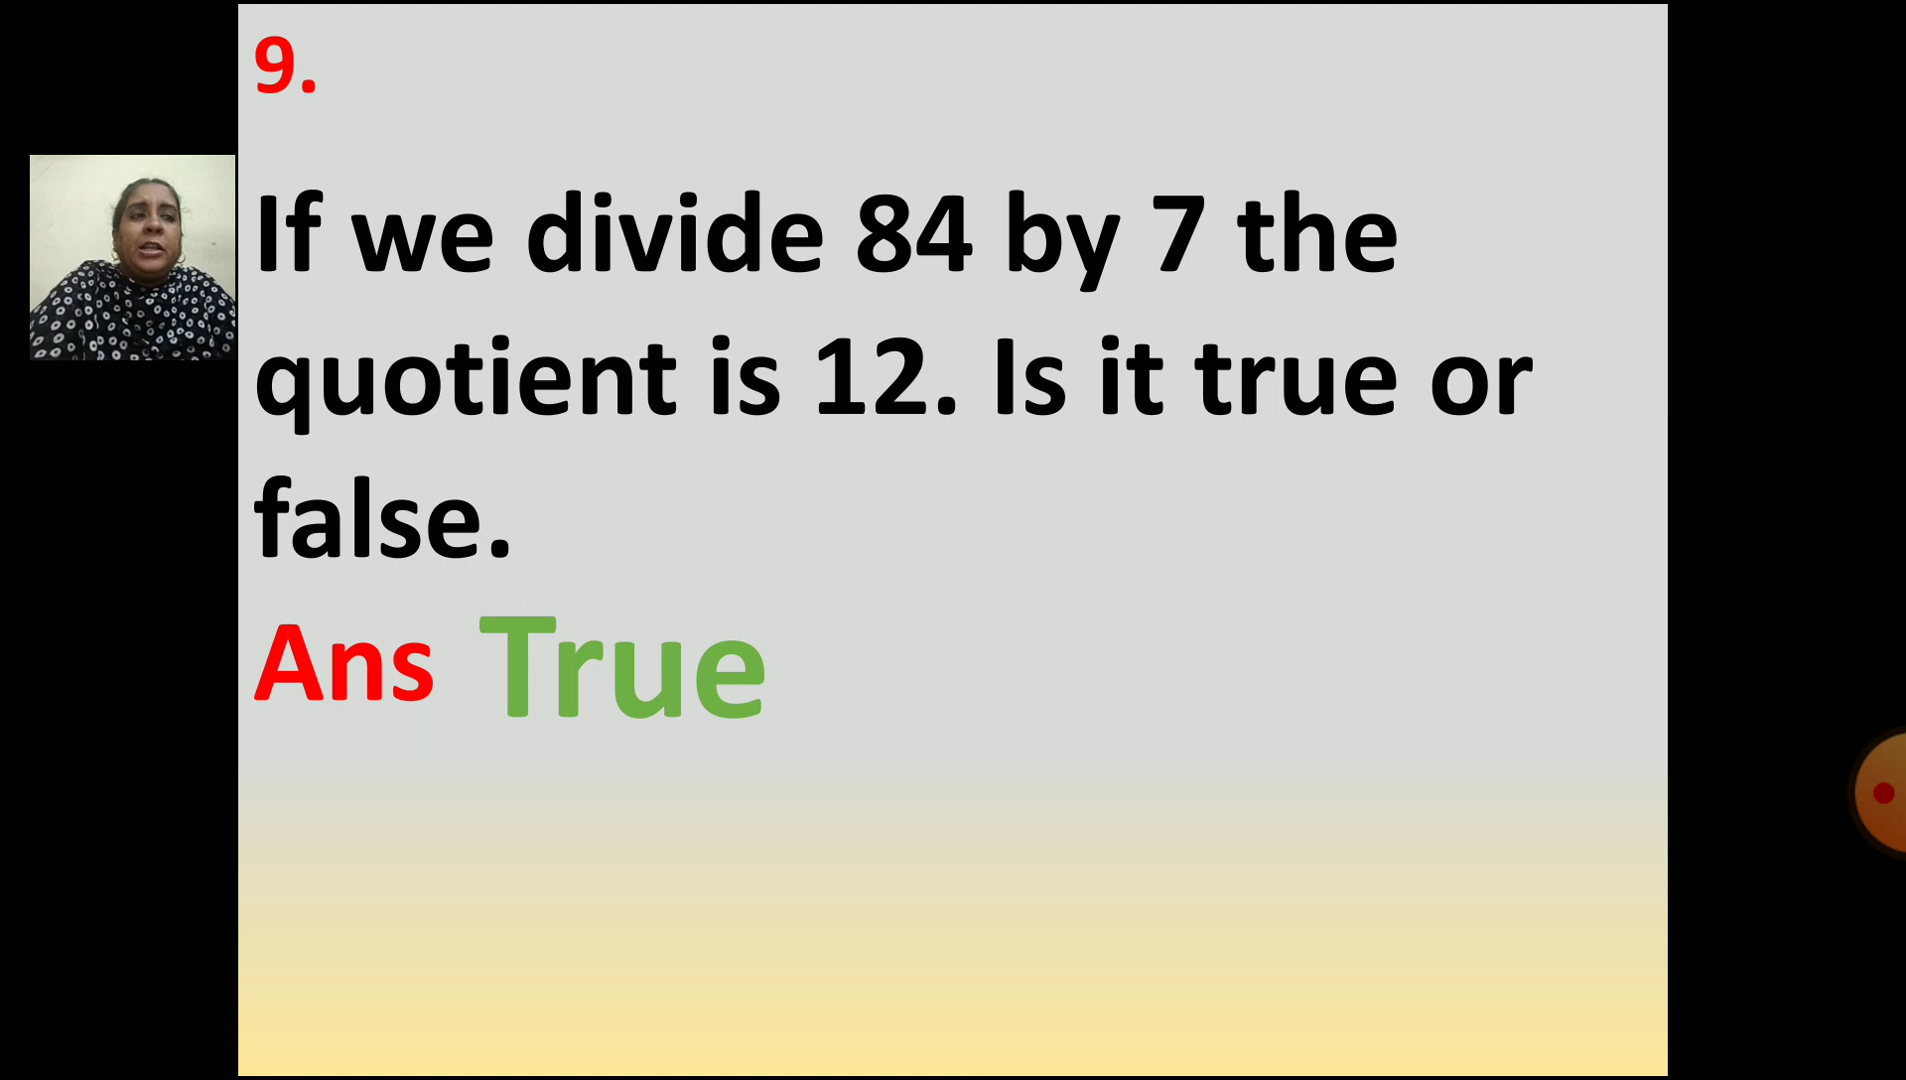 9.
If we divide 84 by 7 the
quotient is 12. Is it true or
false.
Ans True